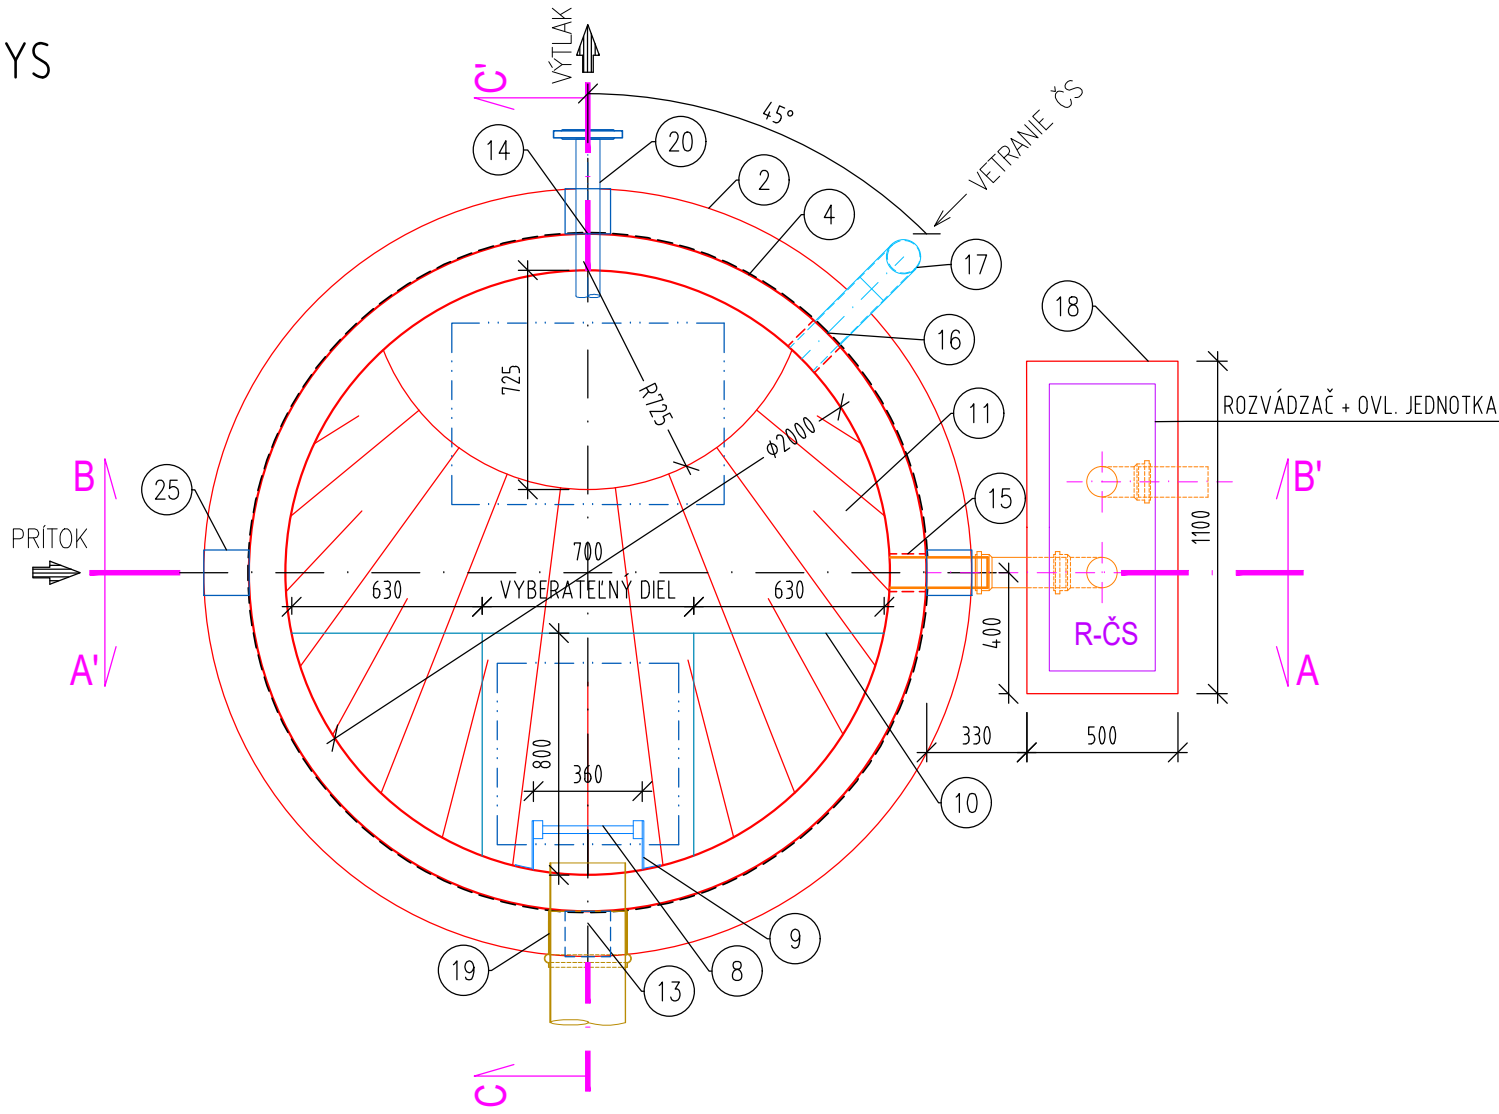 YS
VÝTLAK
C'
45°
VETRANIE ČS
14
20
2
4
17
16
18
725
R725
Φ2000
11
ROZVÁDZAČ + OVL. JEDNOTKA
B
25
15
B'
PRÍTOK
1100
700
630
VYBERATEĽNÝ DIEL
630
400
R-ČS
A'
A
800
360
330
500
10
9
19
8
13
C